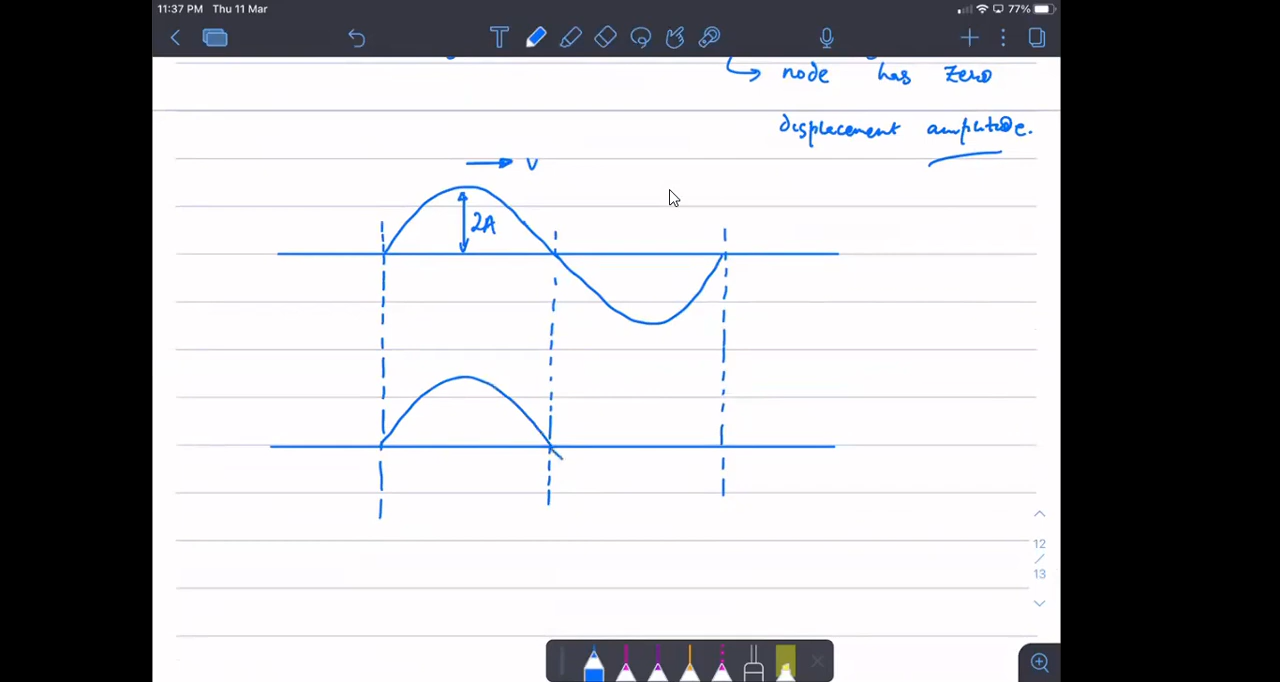 11:37 PM Thu 11 Mar
77%
T
node has zero
displacement amplitude.
v
2A
12
/
13